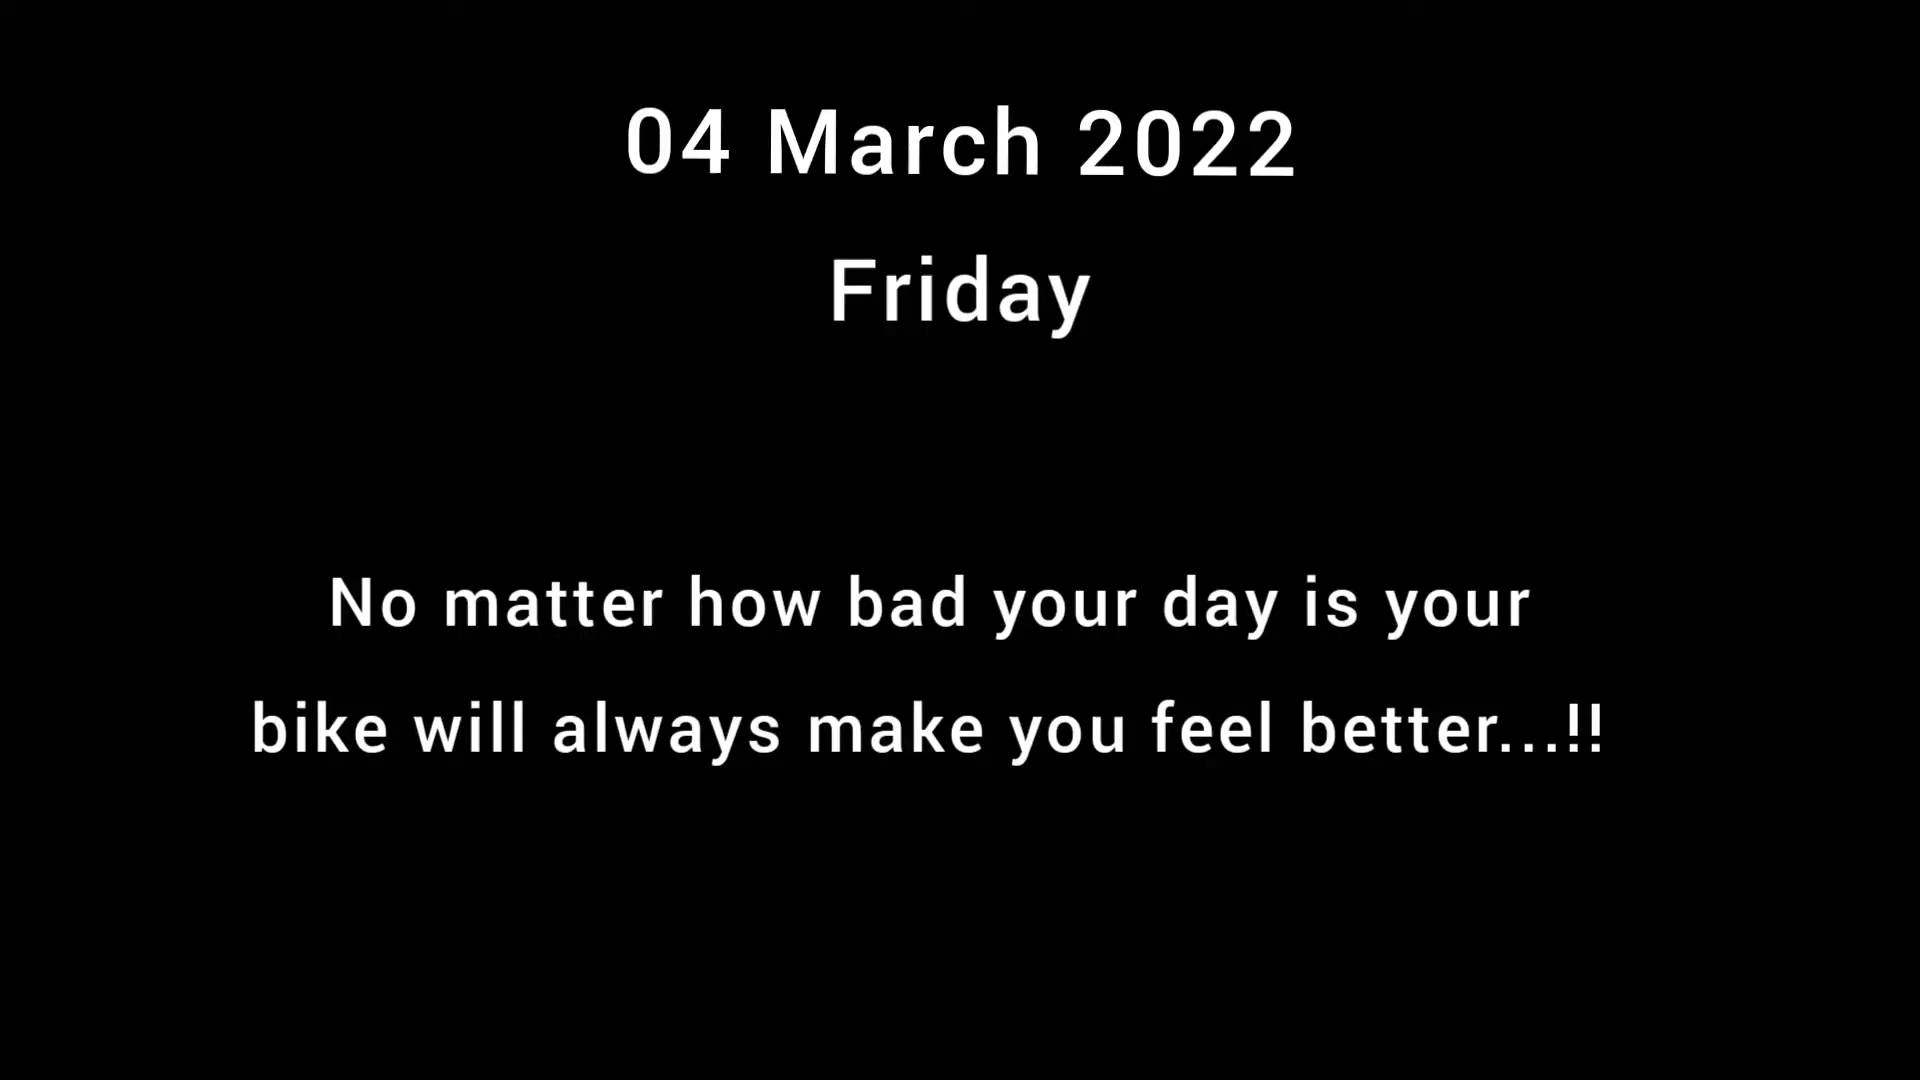 04 March 2022
Friday
No matter how bad your day is your
bike will always make you feel better...!!